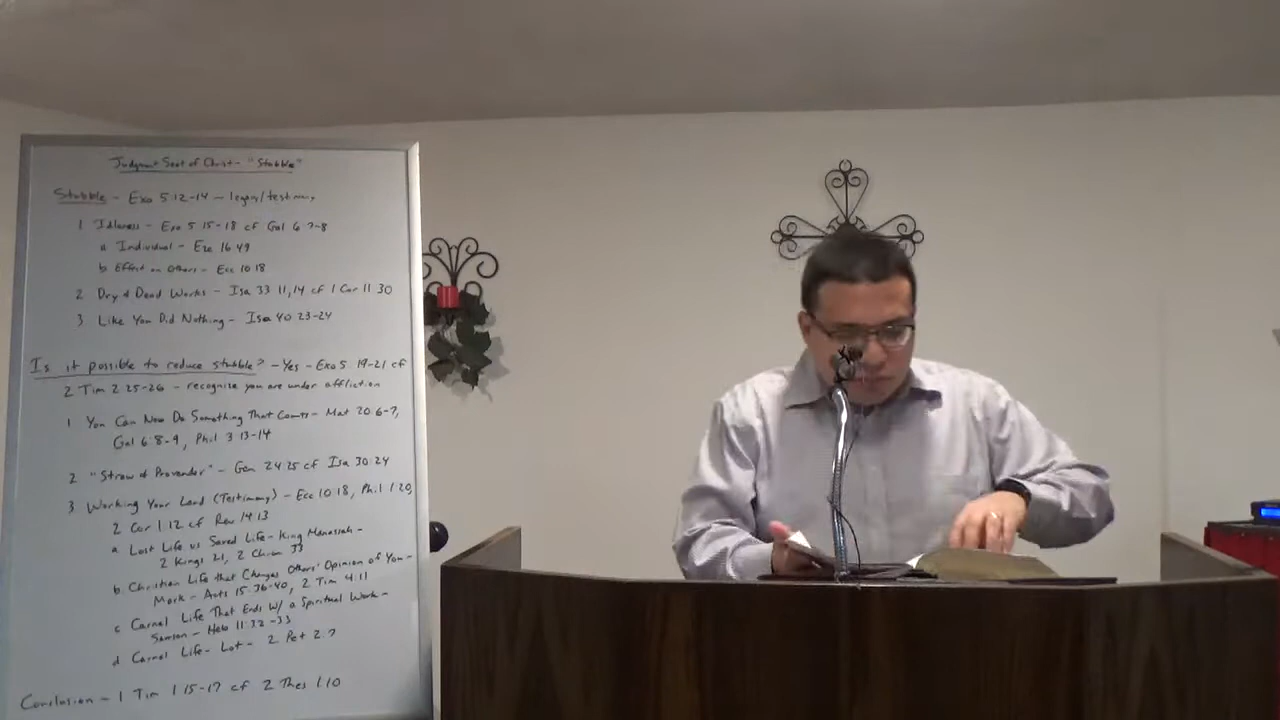 Judgment Seat of Christ - "Stubble"
Stubble - Exo 5:12-14 - legacy/testimony
1 Idleness - Exo 5:15-18 cf Gal 6:7-8
a Individual - Eze 16:49
b Effect on Others - Ecc 10:18
2 Dry & Dead Works - Isa 33:11,14 cf 1 Cor 11:30
3 Like You Did Nothing - Isa 40:23-24
Is it possible to reduce stubble? - Yes - Exo 5:19-21 cf
2 Tim 2:25-26 - recognize you are under affliction
1 You Can Now Do Something That Counts - Mat 20:6-7,
Gal 6:8-9, Phil 3:13-14
2 "Straw & Provender" - Gen 24:25 cf Isa 30:24
3 Working Your Land (Testimony) - Ecc 10:18, Phil 1:20,
2 Cor 1:12 cf Rev 14:13
a Lost Life vs Saved Life - King Manassah -
2 Kings 21, 2 Chron 33
b Christian Life that Changes Others' Opinion of You -
Mark - Acts 15:36-40, 2 Tim 4:11
c Carnal Life That Ends W/ a Spiritual Work -
Samson - Heb 11:32-33
d Carnal Life - Lot - 2 Pet 2:7
Conclusion - 1 Tim 1:15-17 cf 2 Thes 1:10